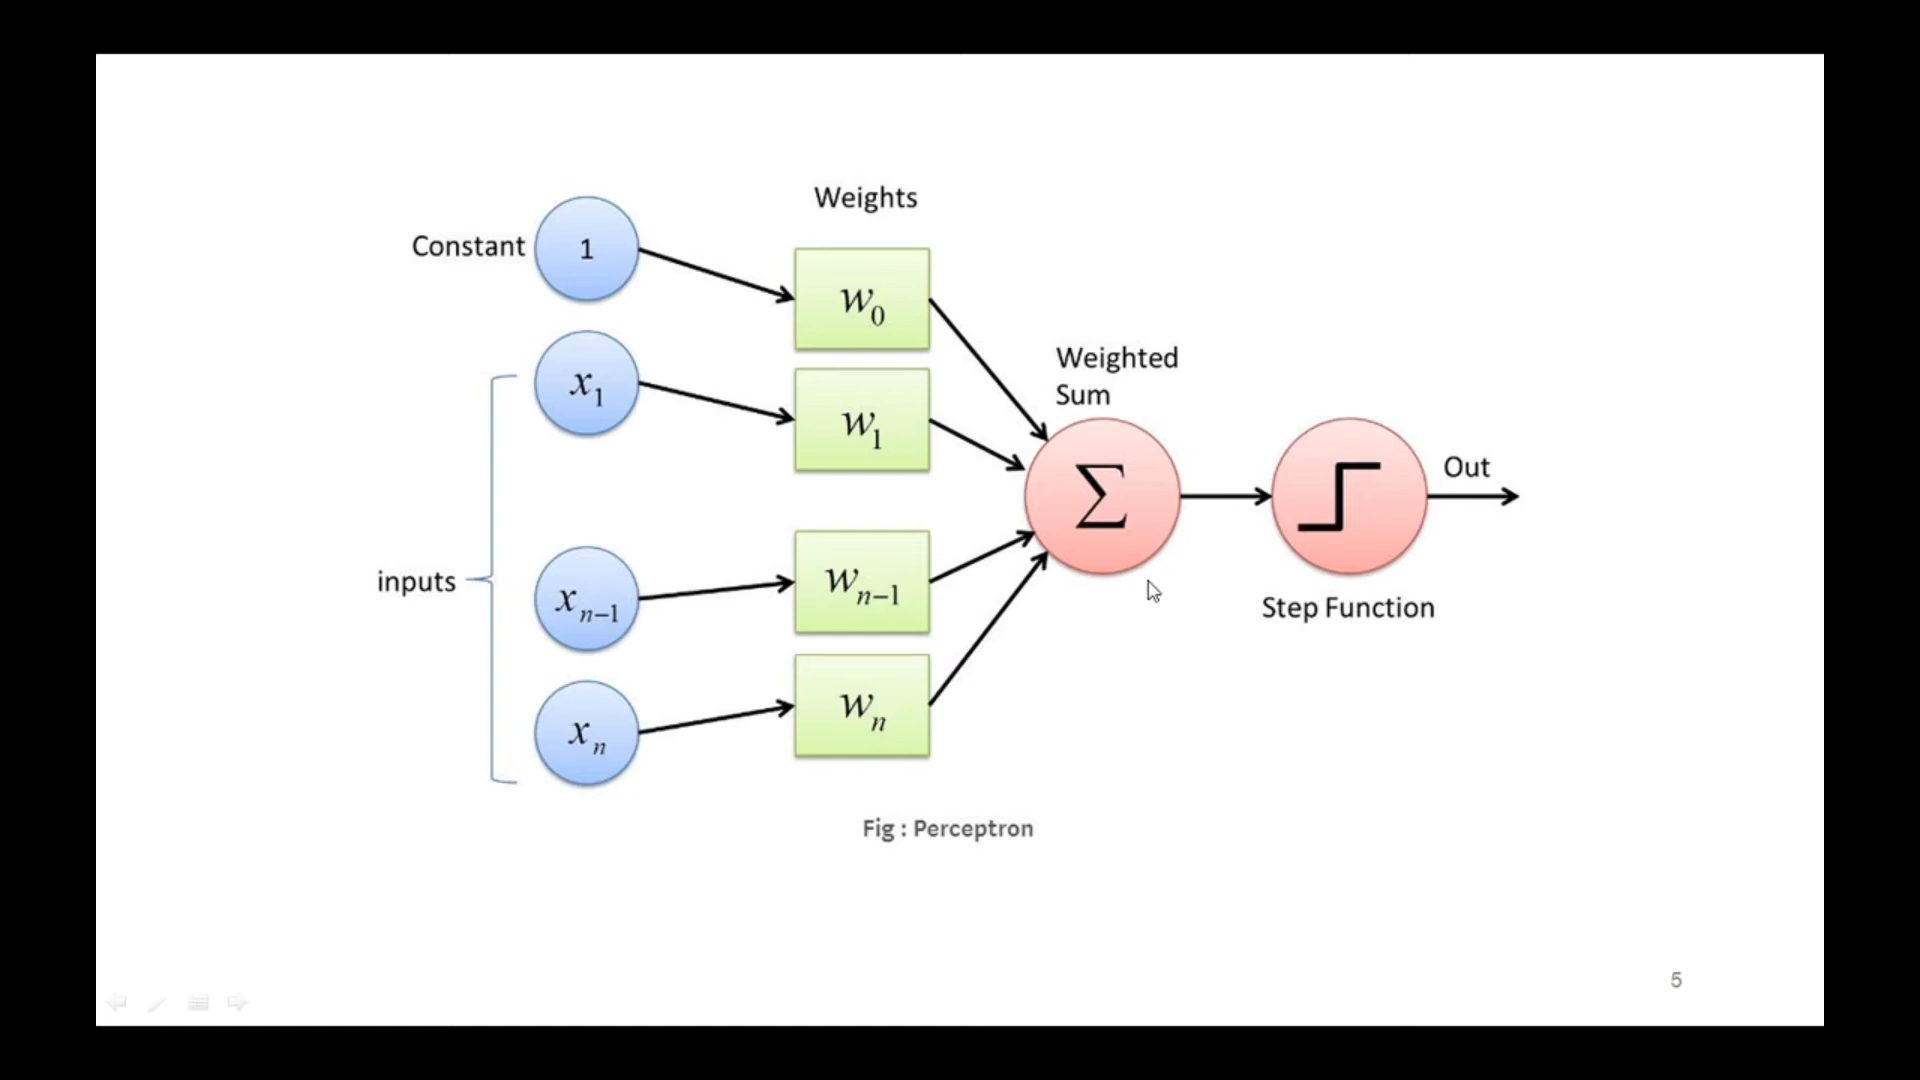 Weights
Constant
1
w0
x1
w1
Weighted
Sum
Σ
Out
inputs
xn−1
wn−1
Step Function
xn
wn
Fig : Perceptron
5